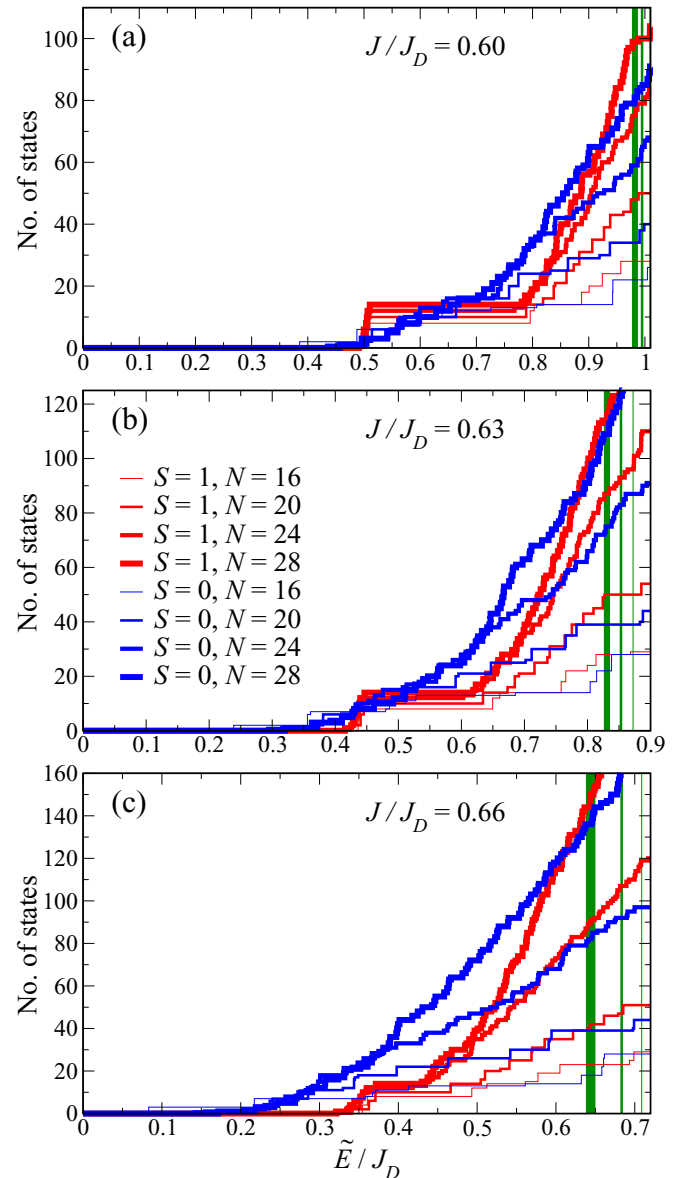 (a)
J / J_D = 0.60
No. of states
100
80
60
40
20
0
0 0.1 0.2 0.3 0.4 0.5 0.6 0.7 0.8 0.9 1
(b)
J / J_D = 0.63
S = 1, N = 16
S = 1, N = 20
S = 1, N = 24
S = 1, N = 28
S = 0, N = 16
S = 0, N = 20
S = 0, N = 24
S = 0, N = 28
No. of states
120
100
80
60
40
20
0
0 0.1 0.2 0.3 0.4 0.5 0.6 0.7 0.8 0.9
(c)
J / J_D = 0.66
No. of states
160
140
120
100
80
60
40
20
0
0 0.1 0.2 0.3 0.4 0.5 0.6 0.7
Ẽ / J_D